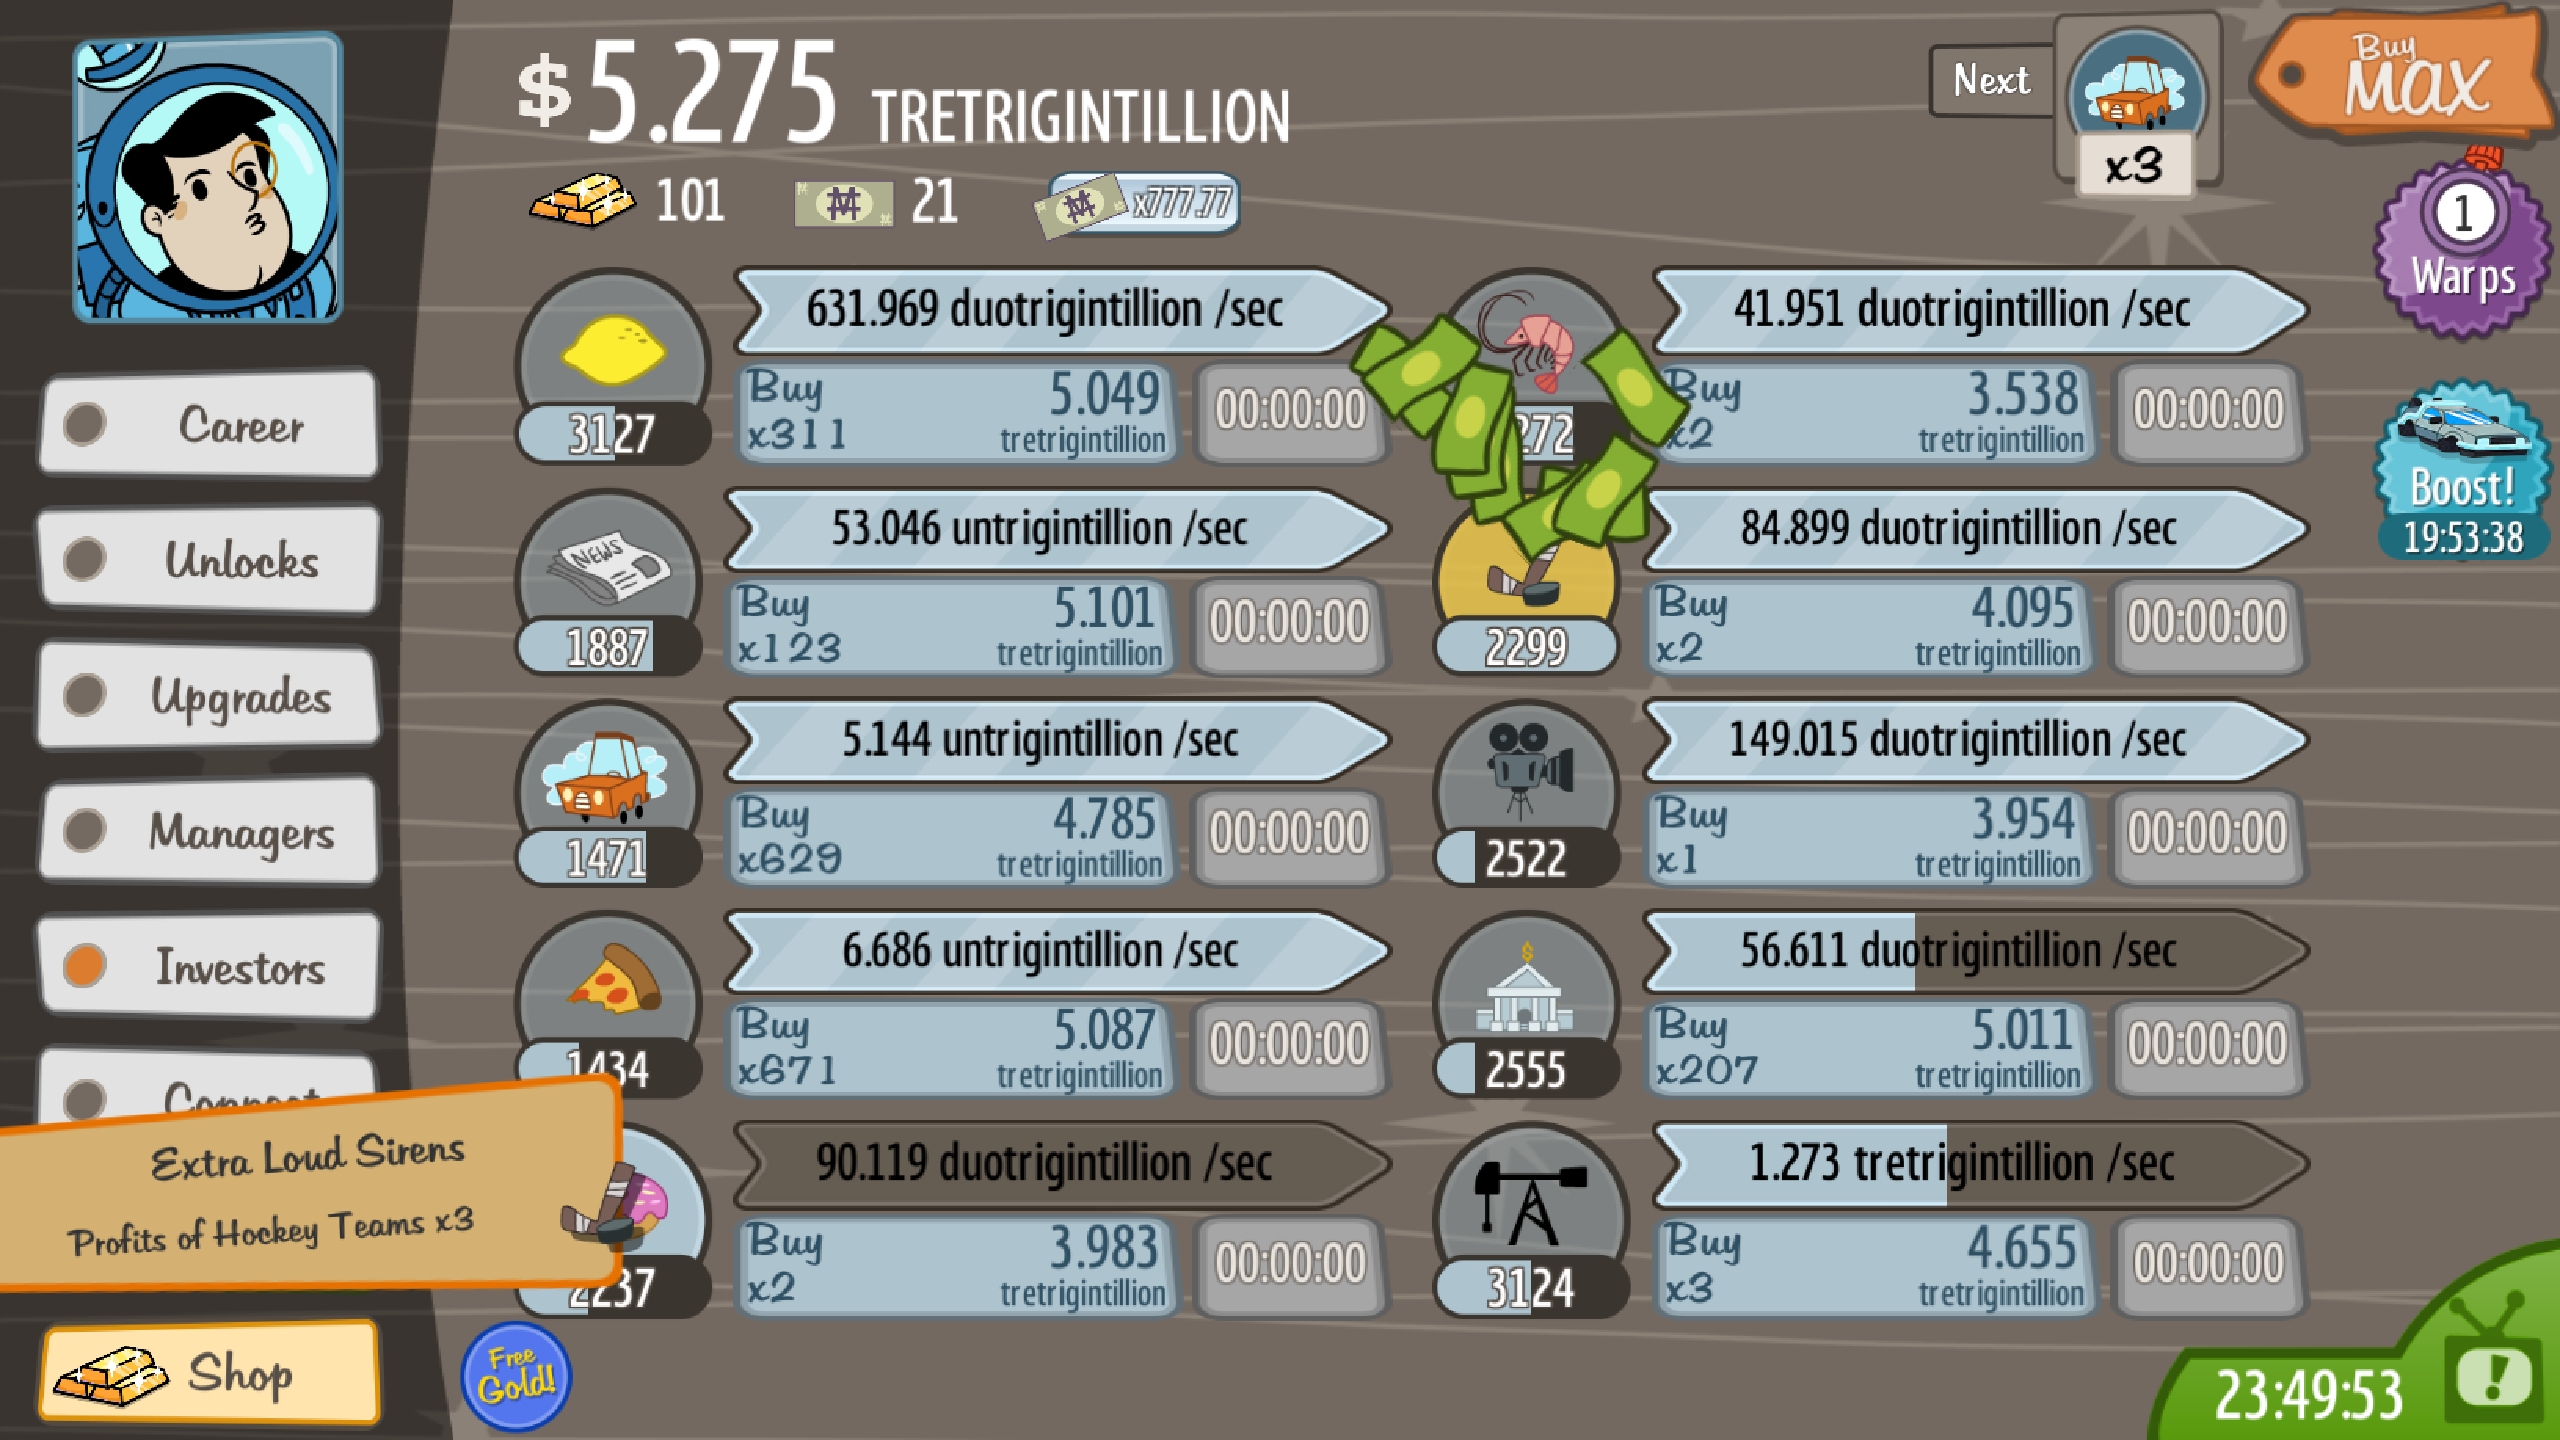 $5.275 TRETRIGINTILLION
101
21
x777.77
Next
x3
Buy
MAX
1
Warps
Boost!
19:53:38
Career
Unlocks
Upgrades
Managers
Investors
Extra Loud Sirens
Profits of Hockey Teams x3
Shop
Free
Gold!
631.969 duotrigintillion /sec
3127
Buy
x311
5.049
tretrigintillion
00:00:00
NEWS
53.046 untrigintillion /sec
1887
Buy
x123
5.101
tretrigintillion
00:00:00
5.144 untrigintillion /sec
1471
Buy
x629
4.785
tretrigintillion
00:00:00
6.686 untrigintillion /sec
1434
Buy
x671
5.087
tretrigintillion
00:00:00
90.119 duotrigintillion /sec
2237
Buy
x2
3.983
tretrigintillion
00:00:00
41.951 duotrigintillion /sec
272
Buy
x2
3.538
tretrigintillion
00:00:00
84.899 duotrigintillion /sec
2299
Buy
x2
4.095
tretrigintillion
00:00:00
149.015 duotrigintillion /sec
2522
Buy
x1
3.954
tretrigintillion
00:00:00
56.611 duotrigintillion /sec
2555
Buy
x207
5.011
tretrigintillion
00:00:00
1.273 tretrigintillion /sec
3124
Buy
x3
4.655
tretrigintillion
00:00:00
23:49:53